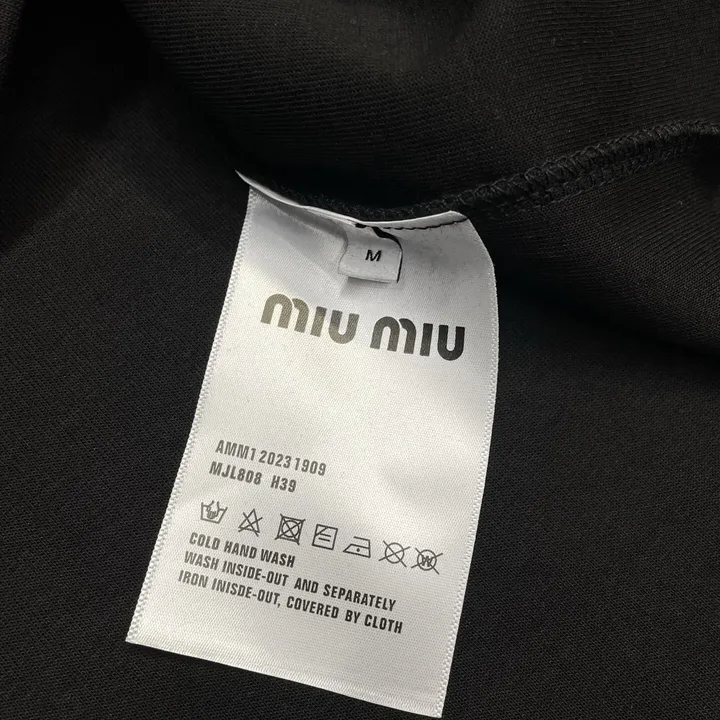 M
miu miu
AMM1 20231909
MJL808 H39
W
COLD HAND WASH
WASH INSIDE-OUT AND SEPARATELY
IRON INISDE-OUT, COVERED BY CLOTH